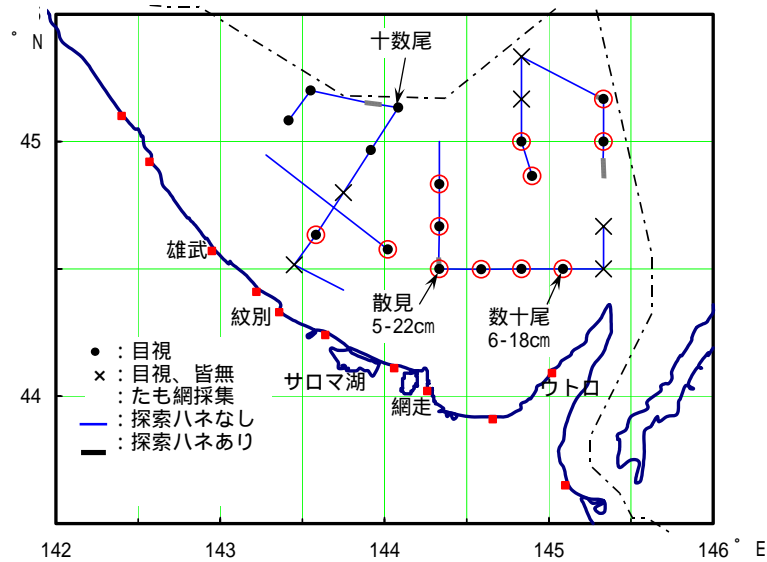 ° N
十数尾
45
雄武
紋別
散見
5-22㎝
数十尾
6-18㎝
：目視
：目視、皆無
：たも網採集
：探索ハネなし
：探索ハネあり
サロマ湖
網走
ウトロ
44
142
143
144
145
146 ° E